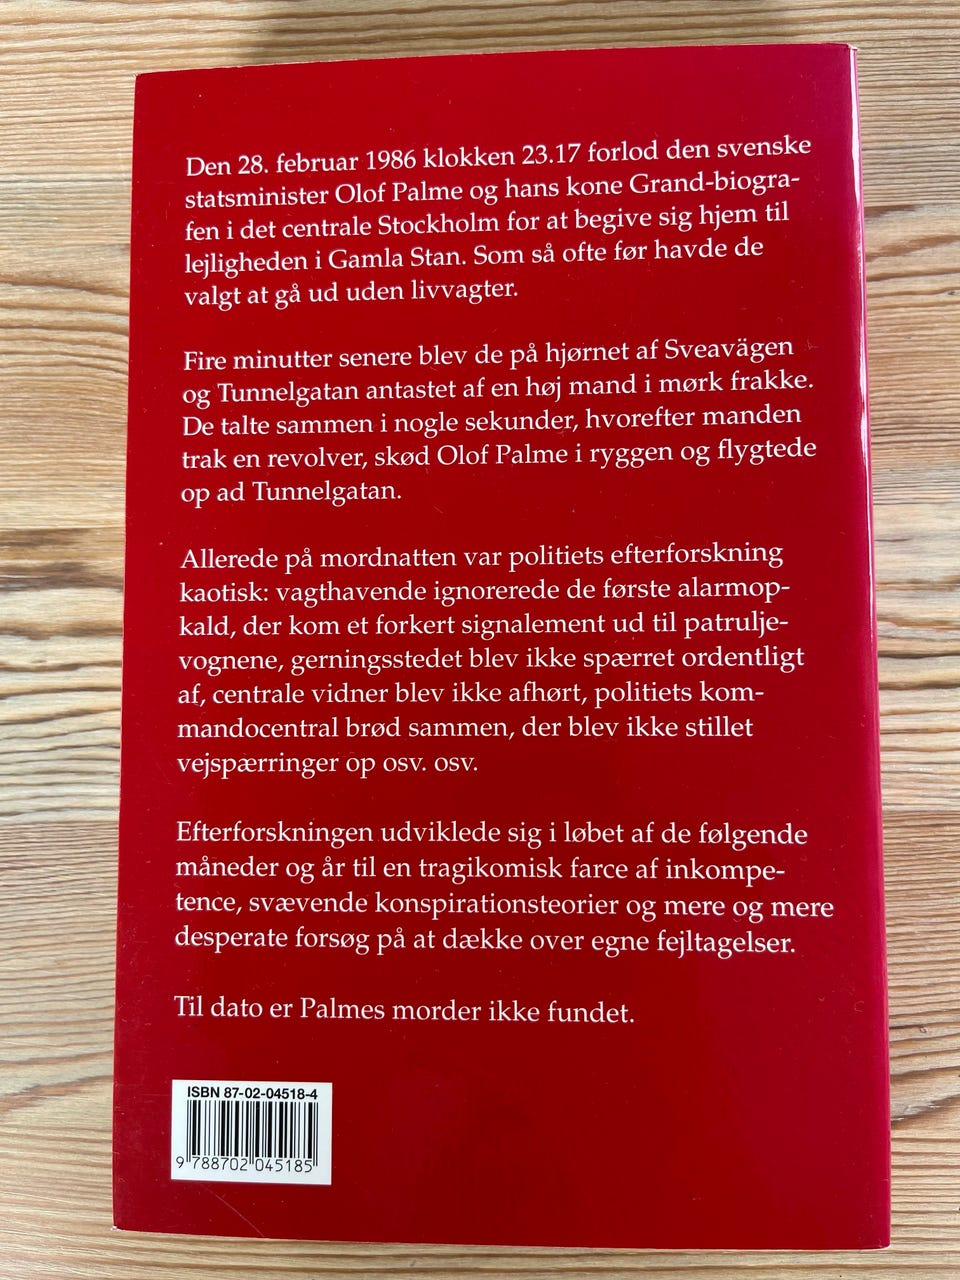 Den 28. februar 1986 klokken 23.17 forlod den svenske
statsminister Olof Palme og hans kone Grand-biogra-
fen i det centrale Stockholm for at begive sig hjem til
lejligheden i Gamla Stan. Som så ofte før havde de
valgt at gå ud uden livvagter.
Fire minutter senere blev de på hjørnet af Sveavägen
og Tunnelgatan antastet af en høj mand i mørk frakke.
De talte sammen i nogle sekunder, hvorefter manden
trak en revolver, skød Olof Palme i ryggen og flygtede
op ad Tunnelgatan.
Allerede på mordnatten var politiets efterforskning
kaotisk: vagthavende ignorerede de første alarmop-
kald, der kom et forkert signalement ud til patrulje-
vognene, gerningsstedet blev ikke spærret ordentligt
af, centrale vidner blev ikke afhørt, politiets kom-
mandocentral brød sammen, der blev ikke stillet
vejspærringer op osv. osv.
Efterforskningen udviklede sig i løbet af de følgende
måneder og år til en tragikomisk farce af inkompe-
tence, svævende konspirationsteorier og mere og mere
desperate forsøg på at dække over egne fejltagelser.
Til dato er Palmes morder ikke fundet.
ISBN 87-02-04518-4
9 788702 045185